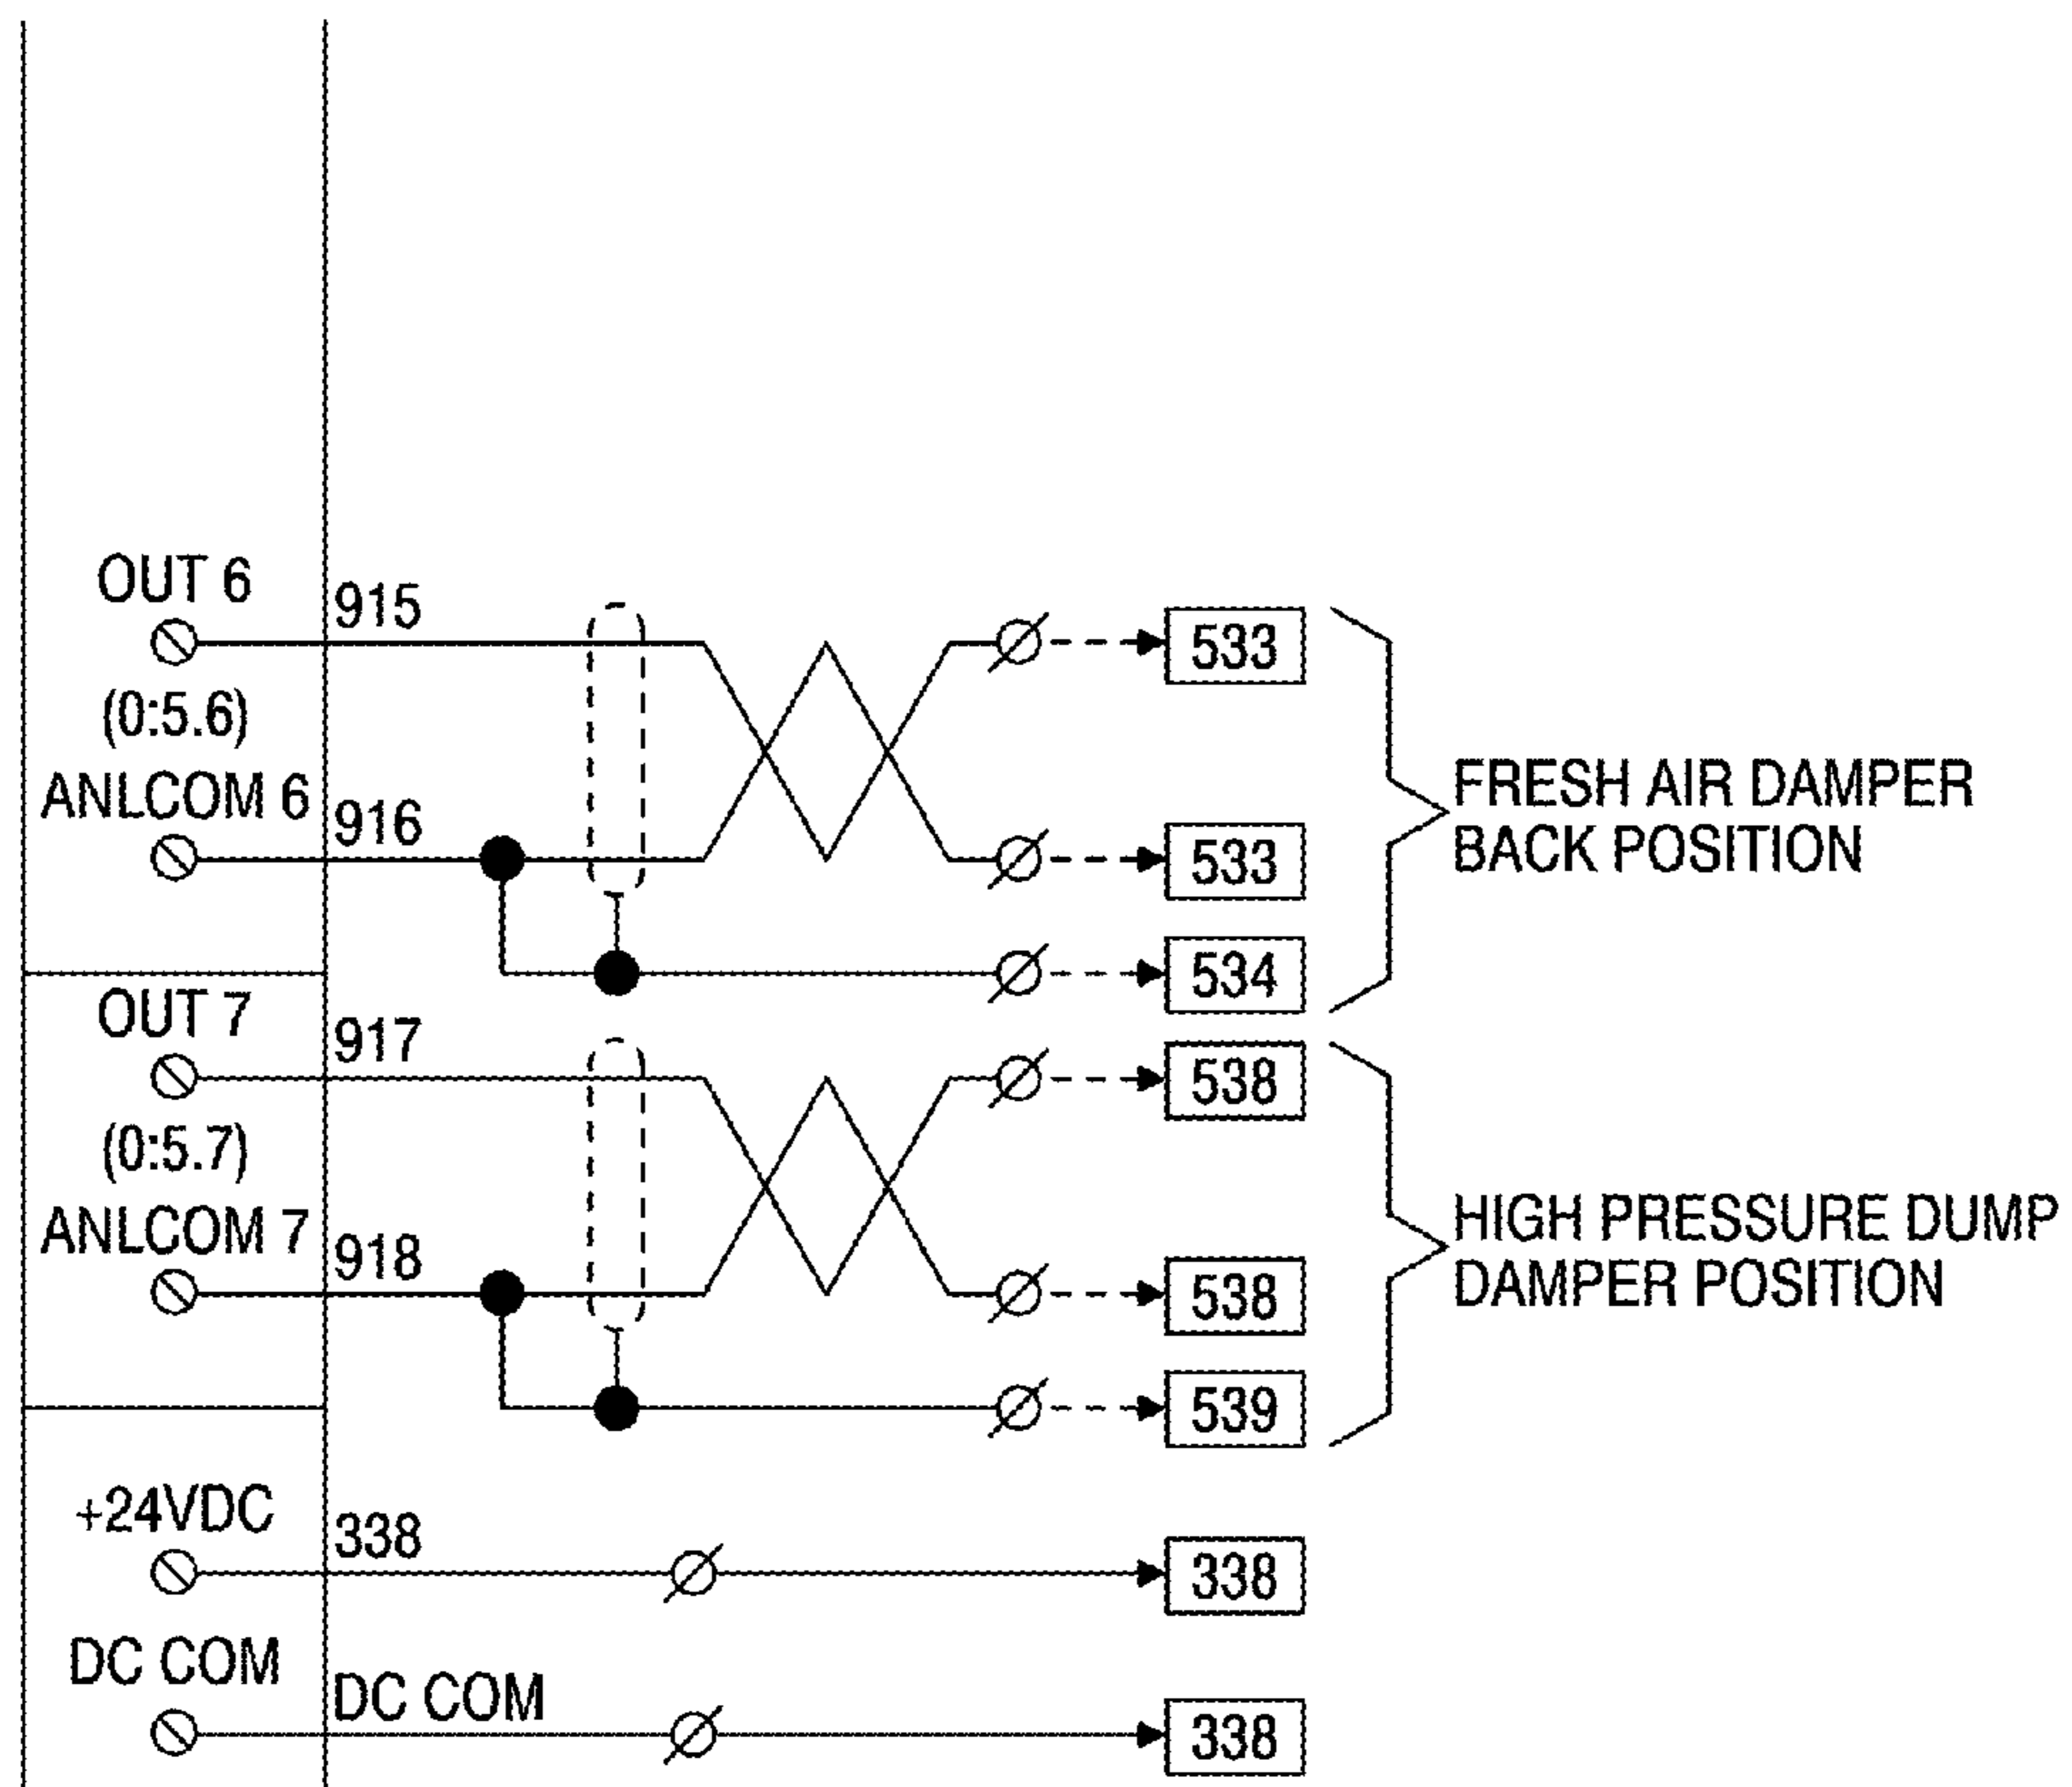 OUT 6
915
533
(0:5.6)
ANLCOM 6
916
533
FRESH AIR DAMPER
BACK POSITION
534
OUT 7
917
538
(0:5.7)
ANLCOM 7
918
538
HIGH PRESSURE DUMP
DAMPER POSITION
539
+24VDC
338
338
DC COM
DC COM
338